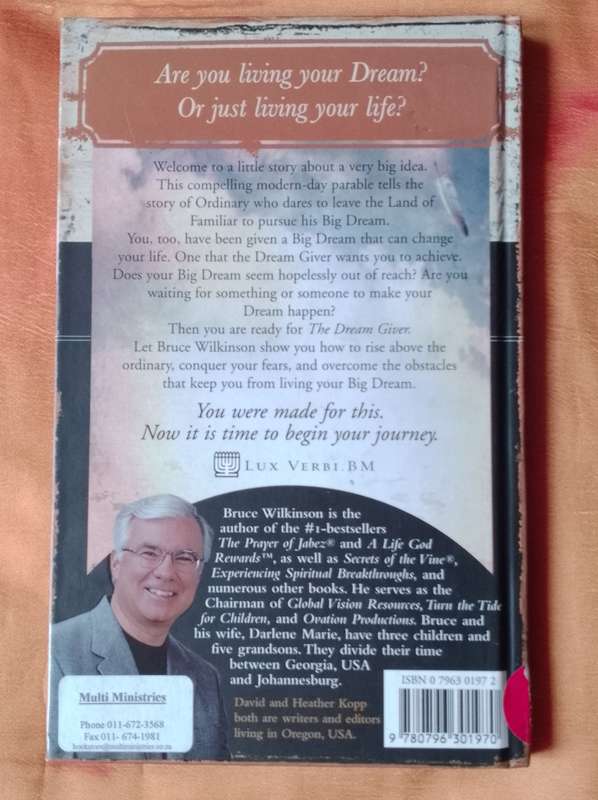 Are you living your Dream?
Or just living your life?
Welcome to a little story about a very big idea.
This compelling modern-day parable tells the
story of Ordinary who dares to leave the Land of
Familiar to pursue his Big Dream.
You, too, have been given a Big Dream that can change
your life. One that the Dream Giver wants you to achieve.
Does your Big Dream seem hopelessly out of reach? Are you
waiting for something or someone to make your
Dream happen?
Then you are ready for The Dream Giver.
Let Bruce Wilkinson show you how to rise above the
ordinary, conquer your fears, and overcome the obstacles
that keep you from living your Big Dream.
You were made for this.
Now it is time to begin your journey.
LUX VERBI.BM
Bruce Wilkinson is the
author of the #1-bestsellers
The Prayer of Jabez® and A Life God
Rewards™, as well as Secrets of the Vine®,
Experiencing Spiritual Breakthroughs, and
numerous other books. He serves as the
Chairman of Global Vision Resources, Turn the Tide
for Children, and Ovation Productions. Bruce and
his wife, Darlene Marie, have three children and
five grandsons. They divide their time
between Georgia, USA
and Johannesburg.
David and Heather Kopp
both are writers and editors
living in Oregon, USA.
Multi Ministries
Phone 011-672-3568
Fax 011- 674-1981
ISBN 0 7963 0197 2
9 780796 301970